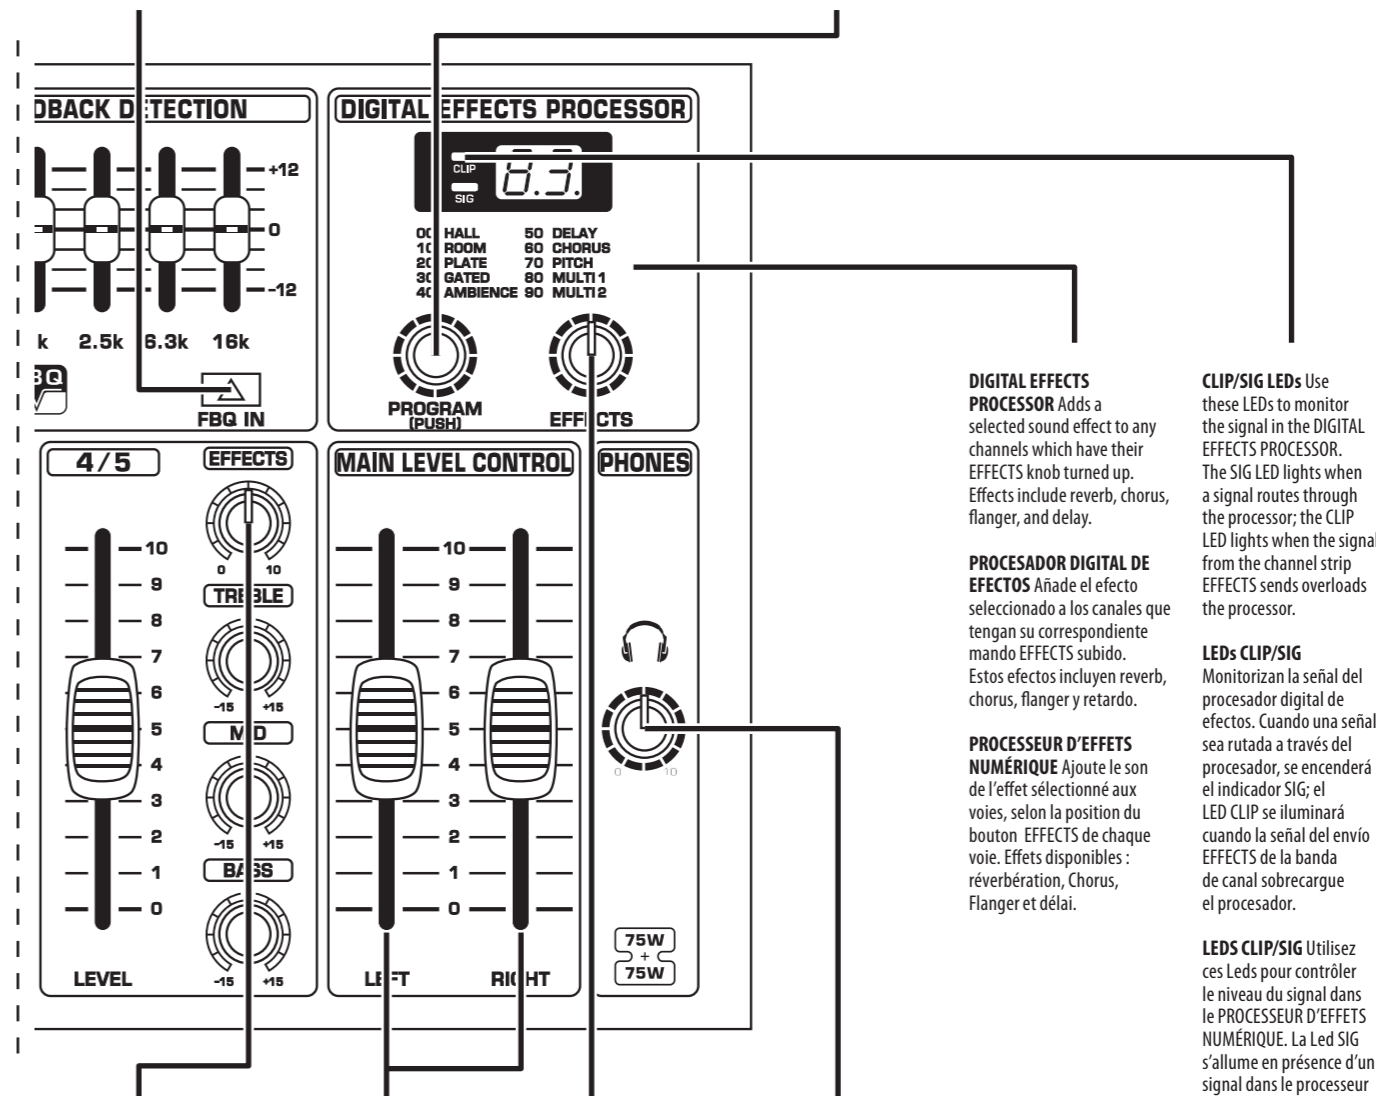 DBACK DETECTION
+12
0
-12
k 2.5k 6.3k 16k
BQ
FBQ IN
DIGITAL EFFECTS PROCESSOR
CLIP
SIG
8.3.
00 HALL 50 DELAY
10 ROOM 60 CHORUS
20 PLATE 70 PITCH
30 GATED 80 MULTI 1
40 AMBIENCE 90 MULTI 2
PROGRAM
(PUSH)
EFFECTS
4/5
10
9
8
7
6
5
4
3
2
1
0
LEVEL
EFFECTS
0 10
TREBLE
-15 +15
MID
-15 +15
BASS
-15 +15
MAIN LEVEL CONTROL
10
9
8
7
6
5
4
3
2
1
0
LEFT RIGHT
PHONES
0 10
75W
+
75W
DIGITAL EFFECTS
PROCESSOR Adds a
selected sound effect to any
channels which have their
EFFECTS knob turned up.
Effects include reverb, chorus,
flanger, and delay.
PROCESADOR DIGITAL DE
EFECTOS Añade el efecto
seleccionado a los canales que
tengan su correspondiente
mando EFFECTS subido.
Estos efectos incluyen reverb,
chorus, flanger y retardo.
PROCESSEUR D'EFFETS
NUMÉRIQUE Ajoute le son
de l'effet sélectionné aux
voies, selon la position du
bouton EFFECTS de chaque
voie. Effets disponibles :
réverbération, Chorus,
Flanger et délai.
CLIP/SIG LEDs Use
these LEDs to monitor
the signal in the DIGITAL
EFFECTS PROCESSOR.
The SIG LED lights when
a signal routes through
the processor; the CLIP
LED lights when the signal
from the channel strip
EFFECTS sends overloads
the processor.
LEDs CLIP/SIG
Monitorizan la señal del
procesador digital de
efectos. Cuando una señal
sea rutada a través del
procesador, se encenderá
el indicador SIG; el
LED CLIP se iluminará
cuando la señal del envío
EFFECTS de la banda
de canal sobrecargue
el procesador.
LEDS CLIP/SIG Utilisez
ces Leds pour contrôler
le niveau du signal dans
le PROCESSEUR D'EFFETS
NUMÉRIQUE. La Led SIG
s'allume en présence d'un
signal dans le processeur